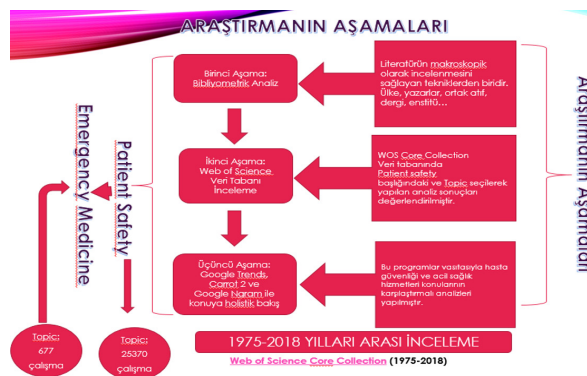 ARAŞTIRMANIN AŞAMALARI
Birinci Aşama:
Bibliyometrik Analiz
Literatürün makroskopik
olarak incelenmesini
sağlayan tekniklerden biridir.
Ülke, yazarlar, ortak atıf,
dergi, enstitü...
İkinci Aşama:
Web of Science
Veri Tabanı
İnceleme
WOS Core Collection
Veri tabanında
Patient safety
başlığındaki ve Topic seçilerek
yapılan analiz sonuçları
değerlendirilmiştir.
Üçüncü Aşama:
Google Trends,
Carrot 2 ve
Google Naram ile
konuya holistik bakış
Bu programlar vasıtasıyla hasta
güvenliği ve acil sağlık
hizmetleri konularının
karşılaştırmalı analizleri
yapılmıştır.
Emergency Medicine
Patient Safety
Araştırmanın Aşamaları
Topic:
677
çalışma
Topic:
25370
çalışma
1975-2018 YILLARI ARASI İNCELEME
Web of Science Core Collection (1975-2018)